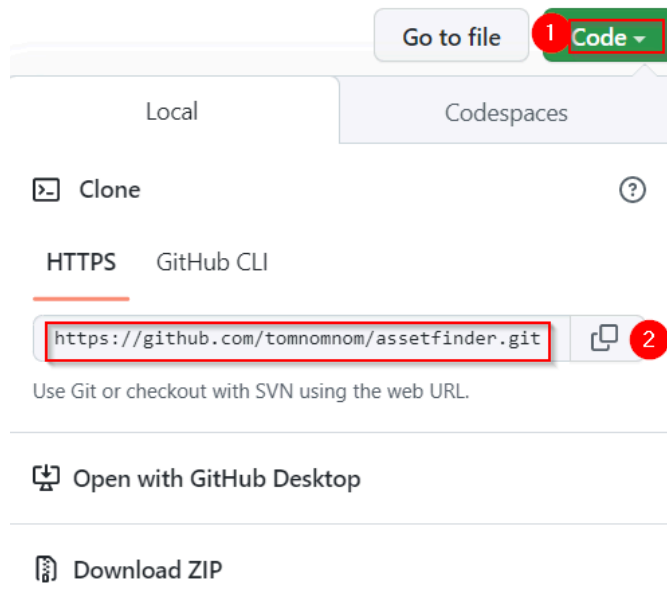 Go to file
1
Code
Local
Codespaces
Clone
HTTPS
GitHub CLI
https://github.com/tomnomnom/assetfinder.git
2
Use Git or checkout with SVN using the web URL.
Open with GitHub Desktop
Download ZIP